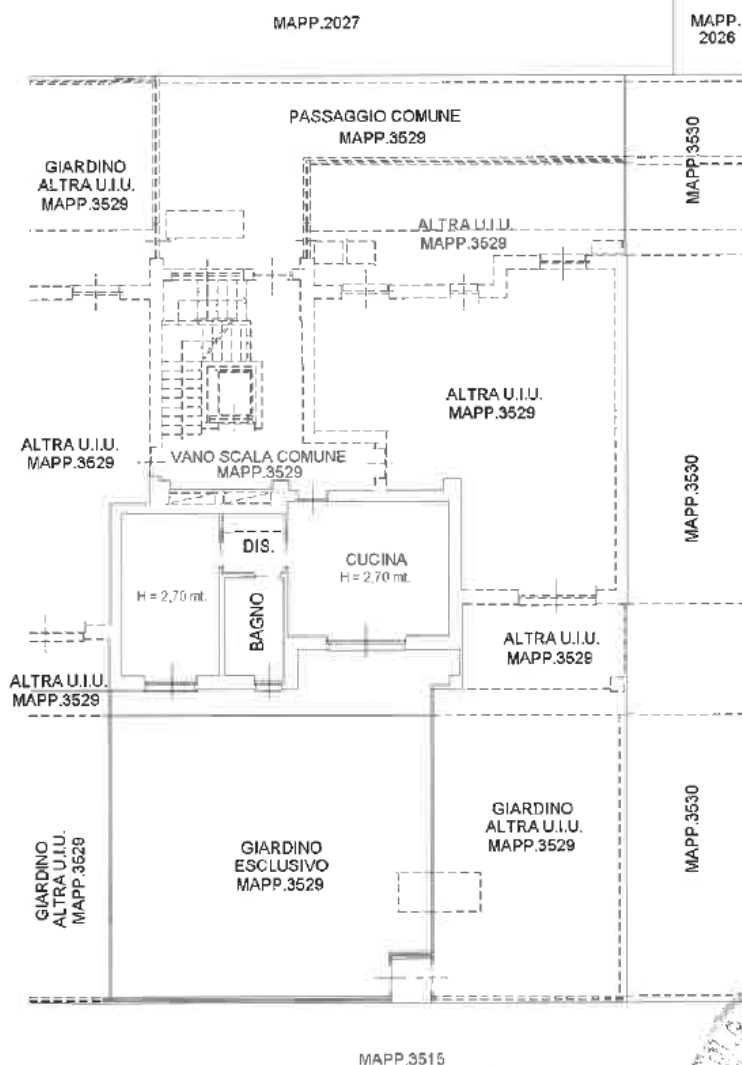 MAPP.2027
MAPP.
2026
PASSAGGIO COMUNE
MAPP.3529
MAPP.3530
GIARDINO
ALTRA U.I.U.
MAPP.3529
ALTRA U.I.U.
MAPP.3529
ALTRA U.I.U.
MAPP.3529
ALTRA U.I.U.
MAPP.3529
VANO SCALA COMUNE
MAPP.3529
MAPP.3530
DIS.
CUCINA
H = 2,70 mt.
H = 2,70 mt.
BAGNO
ALTRA U.I.U.
MAPP.3529
ALTRA U.I.U.
MAPP.3529
GIARDINO
ALTRA U.I.U.
MAPP.3529
GIARDINO
ESCLUSIVO
MAPP.3529
GIARDINO
ALTRA U.I.U.
MAPP.3529
MAPP.3530
MAPP.3515